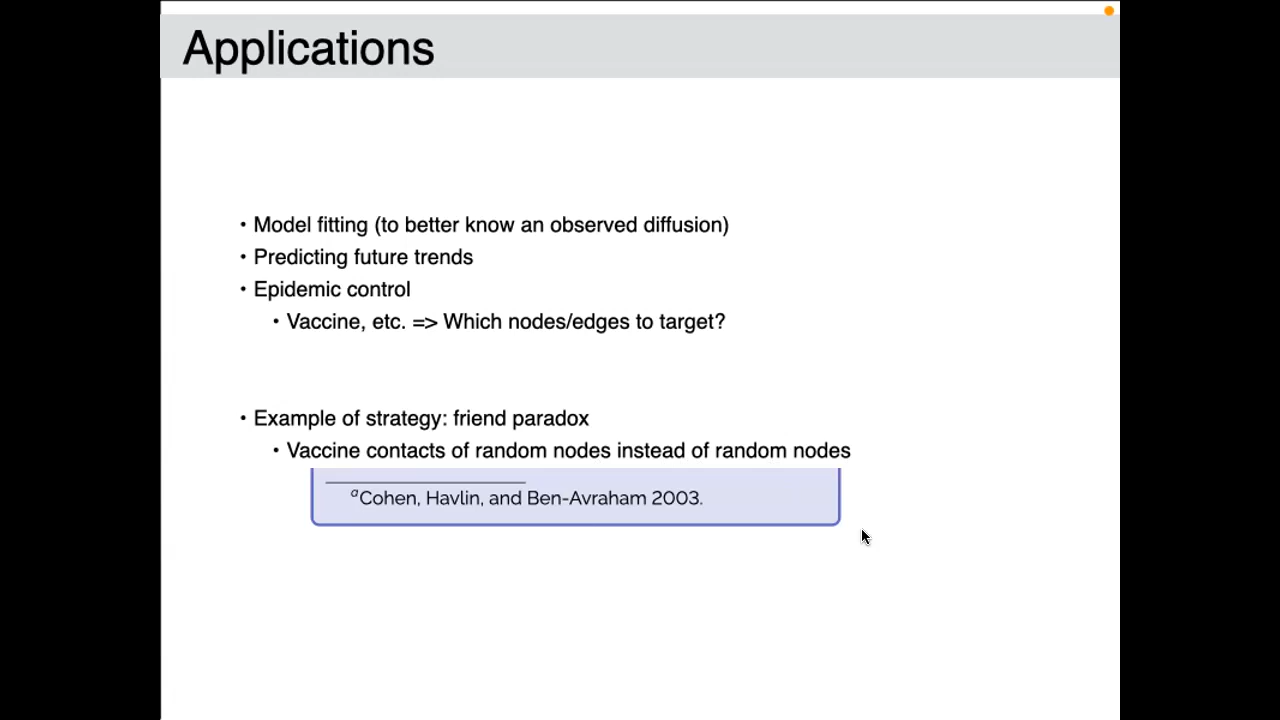 Applications
• Model fitting (to better know an observed diffusion)
• Predicting future trends
• Epidemic control
• Vaccine, etc. => Which nodes/edges to target?
• Example of strategy: friend paradox
• Vaccine contacts of random nodes instead of random nodes
ᵃCohen, Havlin, and Ben-Avraham 2003.